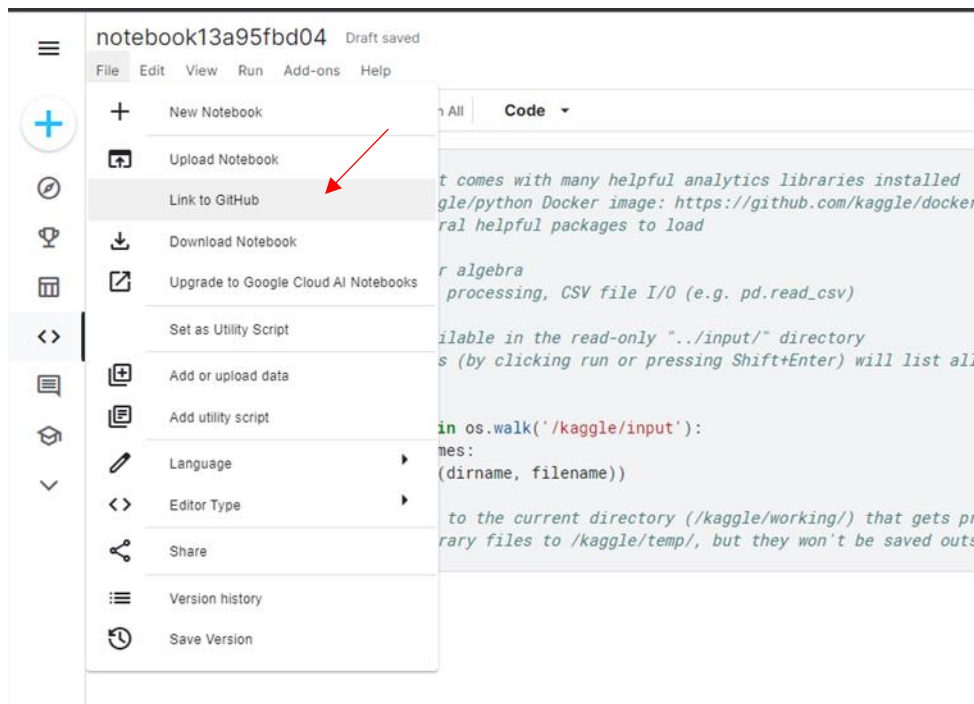 notebook13a95fbd04 Draft saved
File Edit View Run Add-ons Help
New Notebook
All Code
Upload Notebook
Link to GitHub
Download Notebook
Upgrade to Google Cloud AI Notebooks
Set as Utility Script
Add or upload data
Add utility script
Language
Editor Type
Share
Version history
Save Version
t comes with many helpful analytics libraries installed
gle/python Docker image: https://github.com/kaggle/docker
ral helpful packages to load
r algebra
processing, CSV file I/O (e.g. pd.read_csv)
ilable in the read-only "../input/" directory
s (by clicking run or pressing Shift+Enter) will list all
in os.walk('/kaggle/input'):
mes:
(dirname, filename))
to the current directory (/kaggle/working/) that gets pr
rary files to /kaggle/temp/, but they won't be saved outs